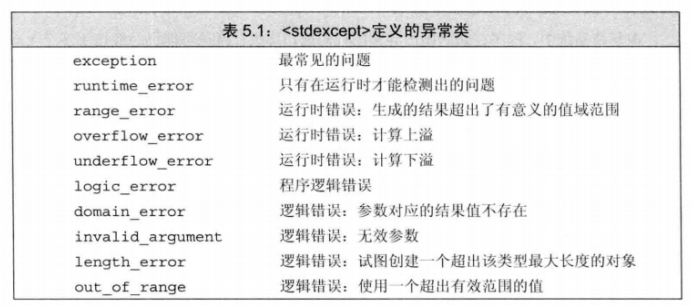 表 5.1：<stdexcept>定义的异常类
exception 最常见的问题
runtime_error 只有在运行时才能检测出的问题
range_error 运行时错误：生成的结果超出了有意义的值域范围
overflow_error 运行时错误：计算上溢
underflow_error 运行时错误：计算下溢
logic_error 程序逻辑错误
domain_error 逻辑错误：参数对应的结果值不存在
invalid_argument 逻辑错误：无效参数
length_error 逻辑错误：试图创建一个超出该类型最大长度的对象
out_of_range 逻辑错误：使用一个超出有效范围的值